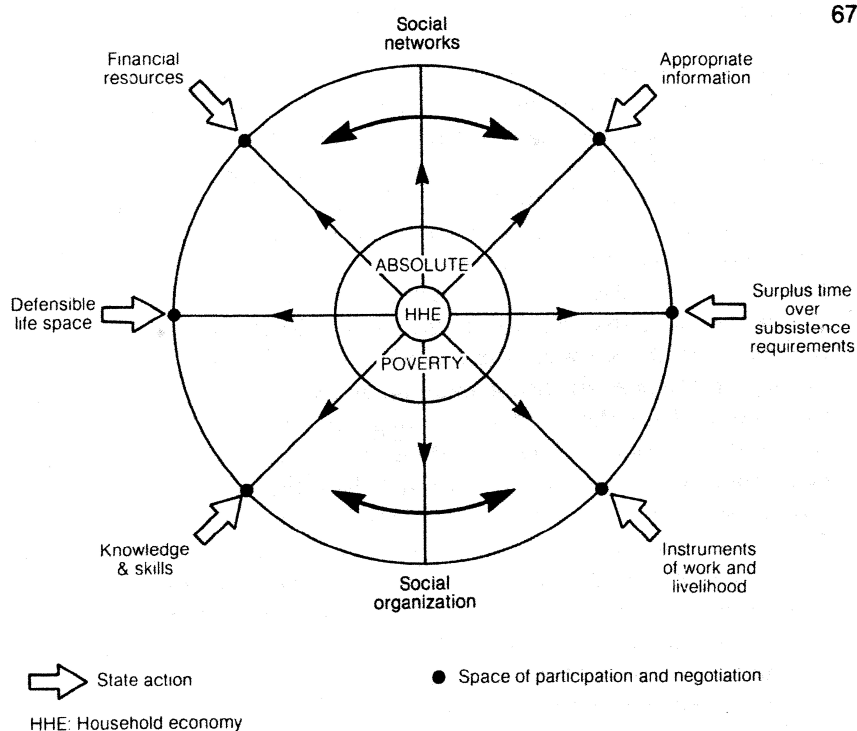 67
Social
networks
Financial
resources
Appropriate
information
ABSOLUTE
HHE
POVERTY
Defensible
life space
Surplus time
over
subsistence
requirements
Knowledge
& skills
Instruments
of work and
livelihood
Social
organization
State action
Space of participation and negotiation
HHE: Household economy